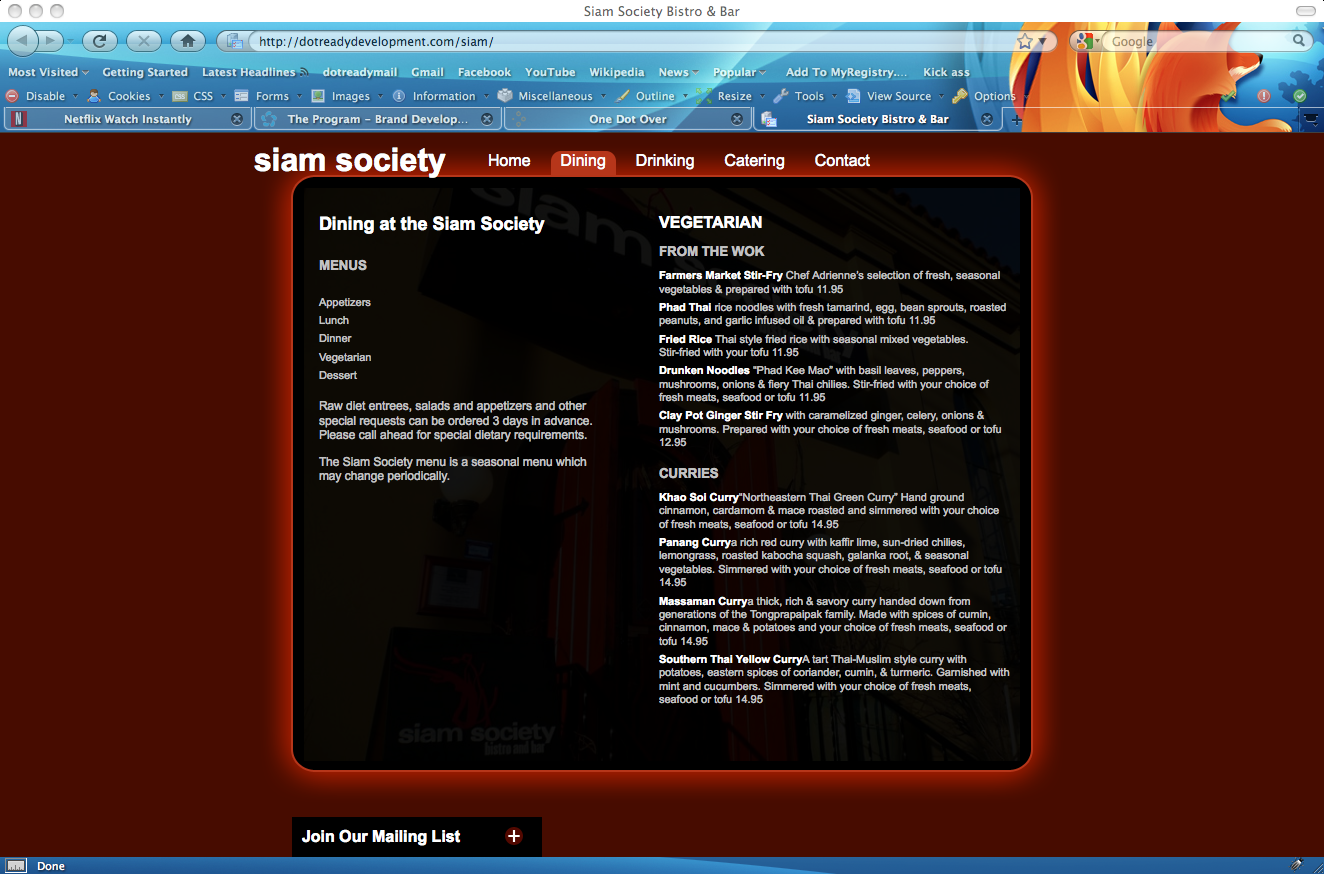 Siam Society Bistro & Bar
http://dotreadydevelopment.com/siam/
Google
Most Visited Getting Started Latest Headlines dotreadymail Gmail Facebook YouTube Wikipedia News Popular Add To MyRegistry.... Kick ass
Disable Cookies CSS Forms Images Information Miscellaneous Outline Resize Tools View Source Options
Netflix Watch Instantly The Program – Brand Develop... One Dot Over Siam Society Bistro & Bar
siam society
Home Dining Drinking Catering Contact
Dining at the Siam Society
MENUS
Appetizers
Lunch
Dinner
Vegetarian
Dessert
Raw diet entrees, salads and appetizers and other
special requests can be ordered 3 days in advance.
Please call ahead for special dietary requirements.
The Siam Society menu is a seasonal menu which
may change periodically.
VEGETARIAN
FROM THE WOK
Farmers Market Stir-Fry Chef Adrienne's selection of fresh, seasonal
vegetables & prepared with tofu 11.95
Phad Thai rice noodles with fresh tamarind, egg, bean sprouts, roasted
peanuts, and garlic infused oil & prepared with tofu 11.95
Fried Rice Thai style fried rice with seasonal mixed vegetables.
Stir-fried with your tofu 11.95
Drunken Noodles "Phad Kee Mao" with basil leaves, peppers,
mushrooms, onions & fiery Thai chilies. Stir-fried with your choice of
fresh meats, seafood or tofu 11.95
Clay Pot Ginger Stir Fry with caramelized ginger, celery, onions &
mushrooms. Prepared with your choice of fresh meats, seafood or tofu
12.95
CURRIES
Khao Soi Curry"Northeastern Thai Green Curry" Hand ground
cinnamon, cardamom & mace roasted and simmered with your choice
of fresh meats, seafood or tofu 14.95
Panang Currya rich red curry with kaffir lime, sun-dried chilies,
lemongrass, roasted kabocha squash, galanka root, & seasonal
vegetables. Simmered with your choice of fresh meats, seafood or tofu
14.95
Massaman Currya thick, rich & savory curry handed down from
generations of the Tongprapaipak family. Made with spices of cumin,
cinnamon, mace & potatoes and your choice of fresh meats, seafood or
tofu 14.95
Southern Thai Yellow CurryA tart Thai-Muslim style curry with
potatoes, eastern spices of coriander, cumin, & turmeric. Garnished with
mint and cucumbers. Simmered with your choice of fresh meats,
seafood or tofu 14.95
siam
siam society
bistro and bar
Join Our Mailing List
Done